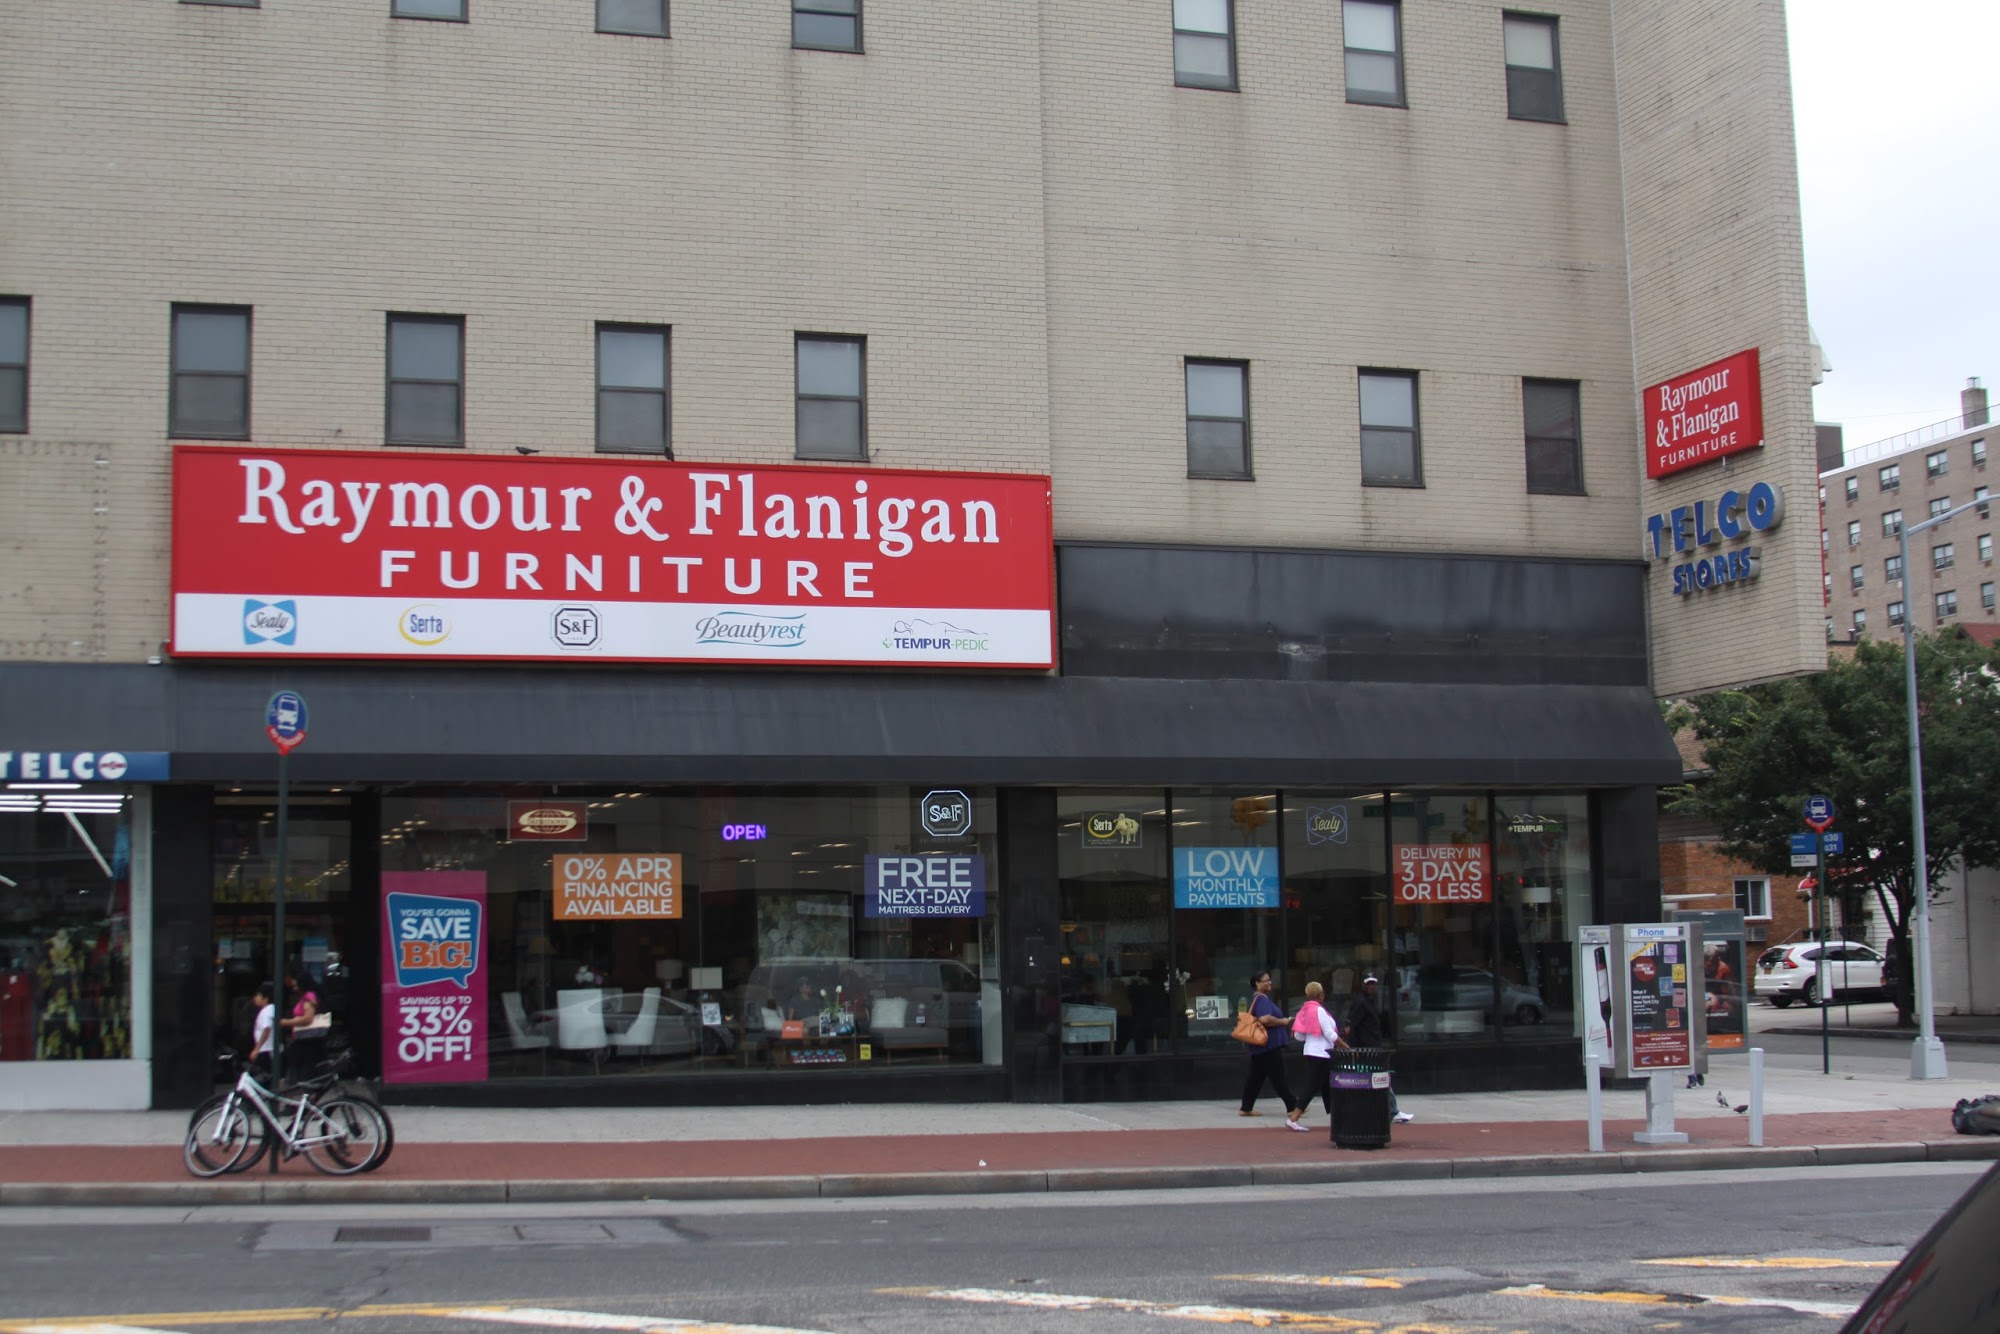 Raymour & Flanigan
FURNITURE
Sealy
Serta
S&F
Beautyrest
TEMPUR-PEDIC
Raymour
& Flanigan
FURNITURE
TELCO
STORES
TELCO
Simmons
OPEN
S&F
Serta
Sealy
TEMPUR-PEDIC
YOU'RE GONNA
SAVE
BIG!
SAVINGS UP TO
33%
OFF!
0% APR
FINANCING
AVAILABLE
FREE
NEXT-DAY
MATTRESS DELIVERY
LOW
MONTHLY
PAYMENTS
DELIVERY IN
3 DAYS
OR LESS
Phone